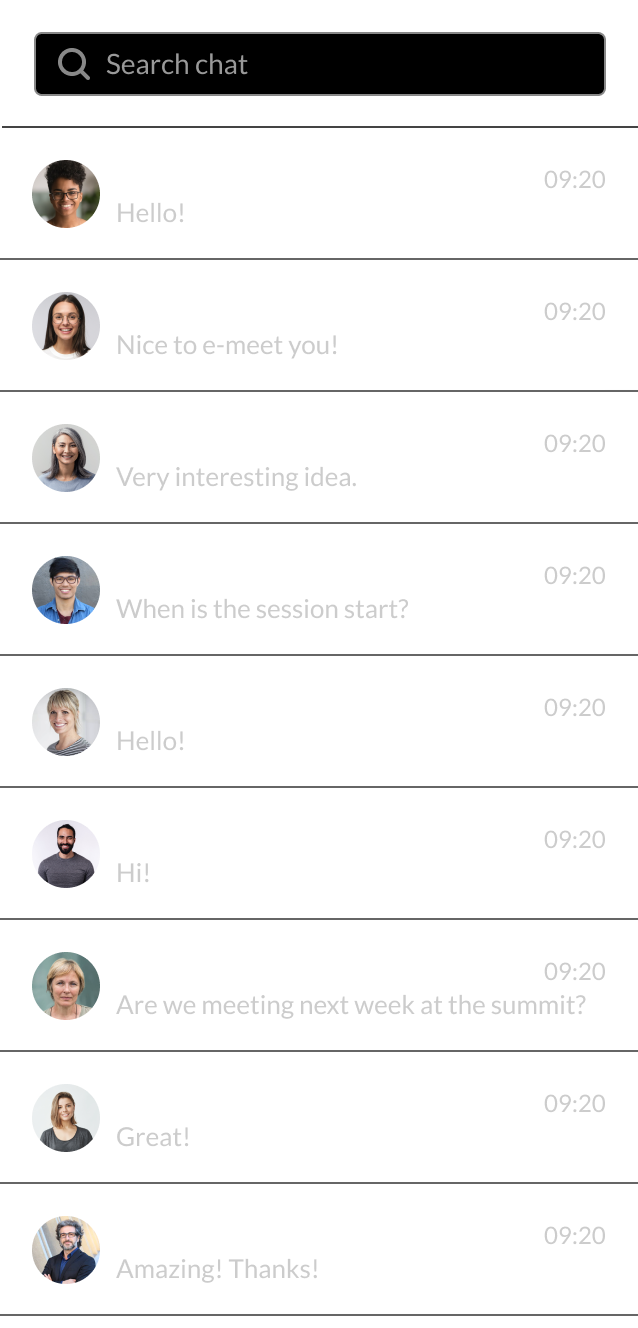 Search chat
09:20
Hello!
09:20
Nice to e-meet you!
09:20
Very interesting idea.
09:20
When is the session start?
09:20
Hello!
09:20
Hi!
09:20
Are we meeting next week at the summit?
09:20
Great!
09:20
Amazing! Thanks!